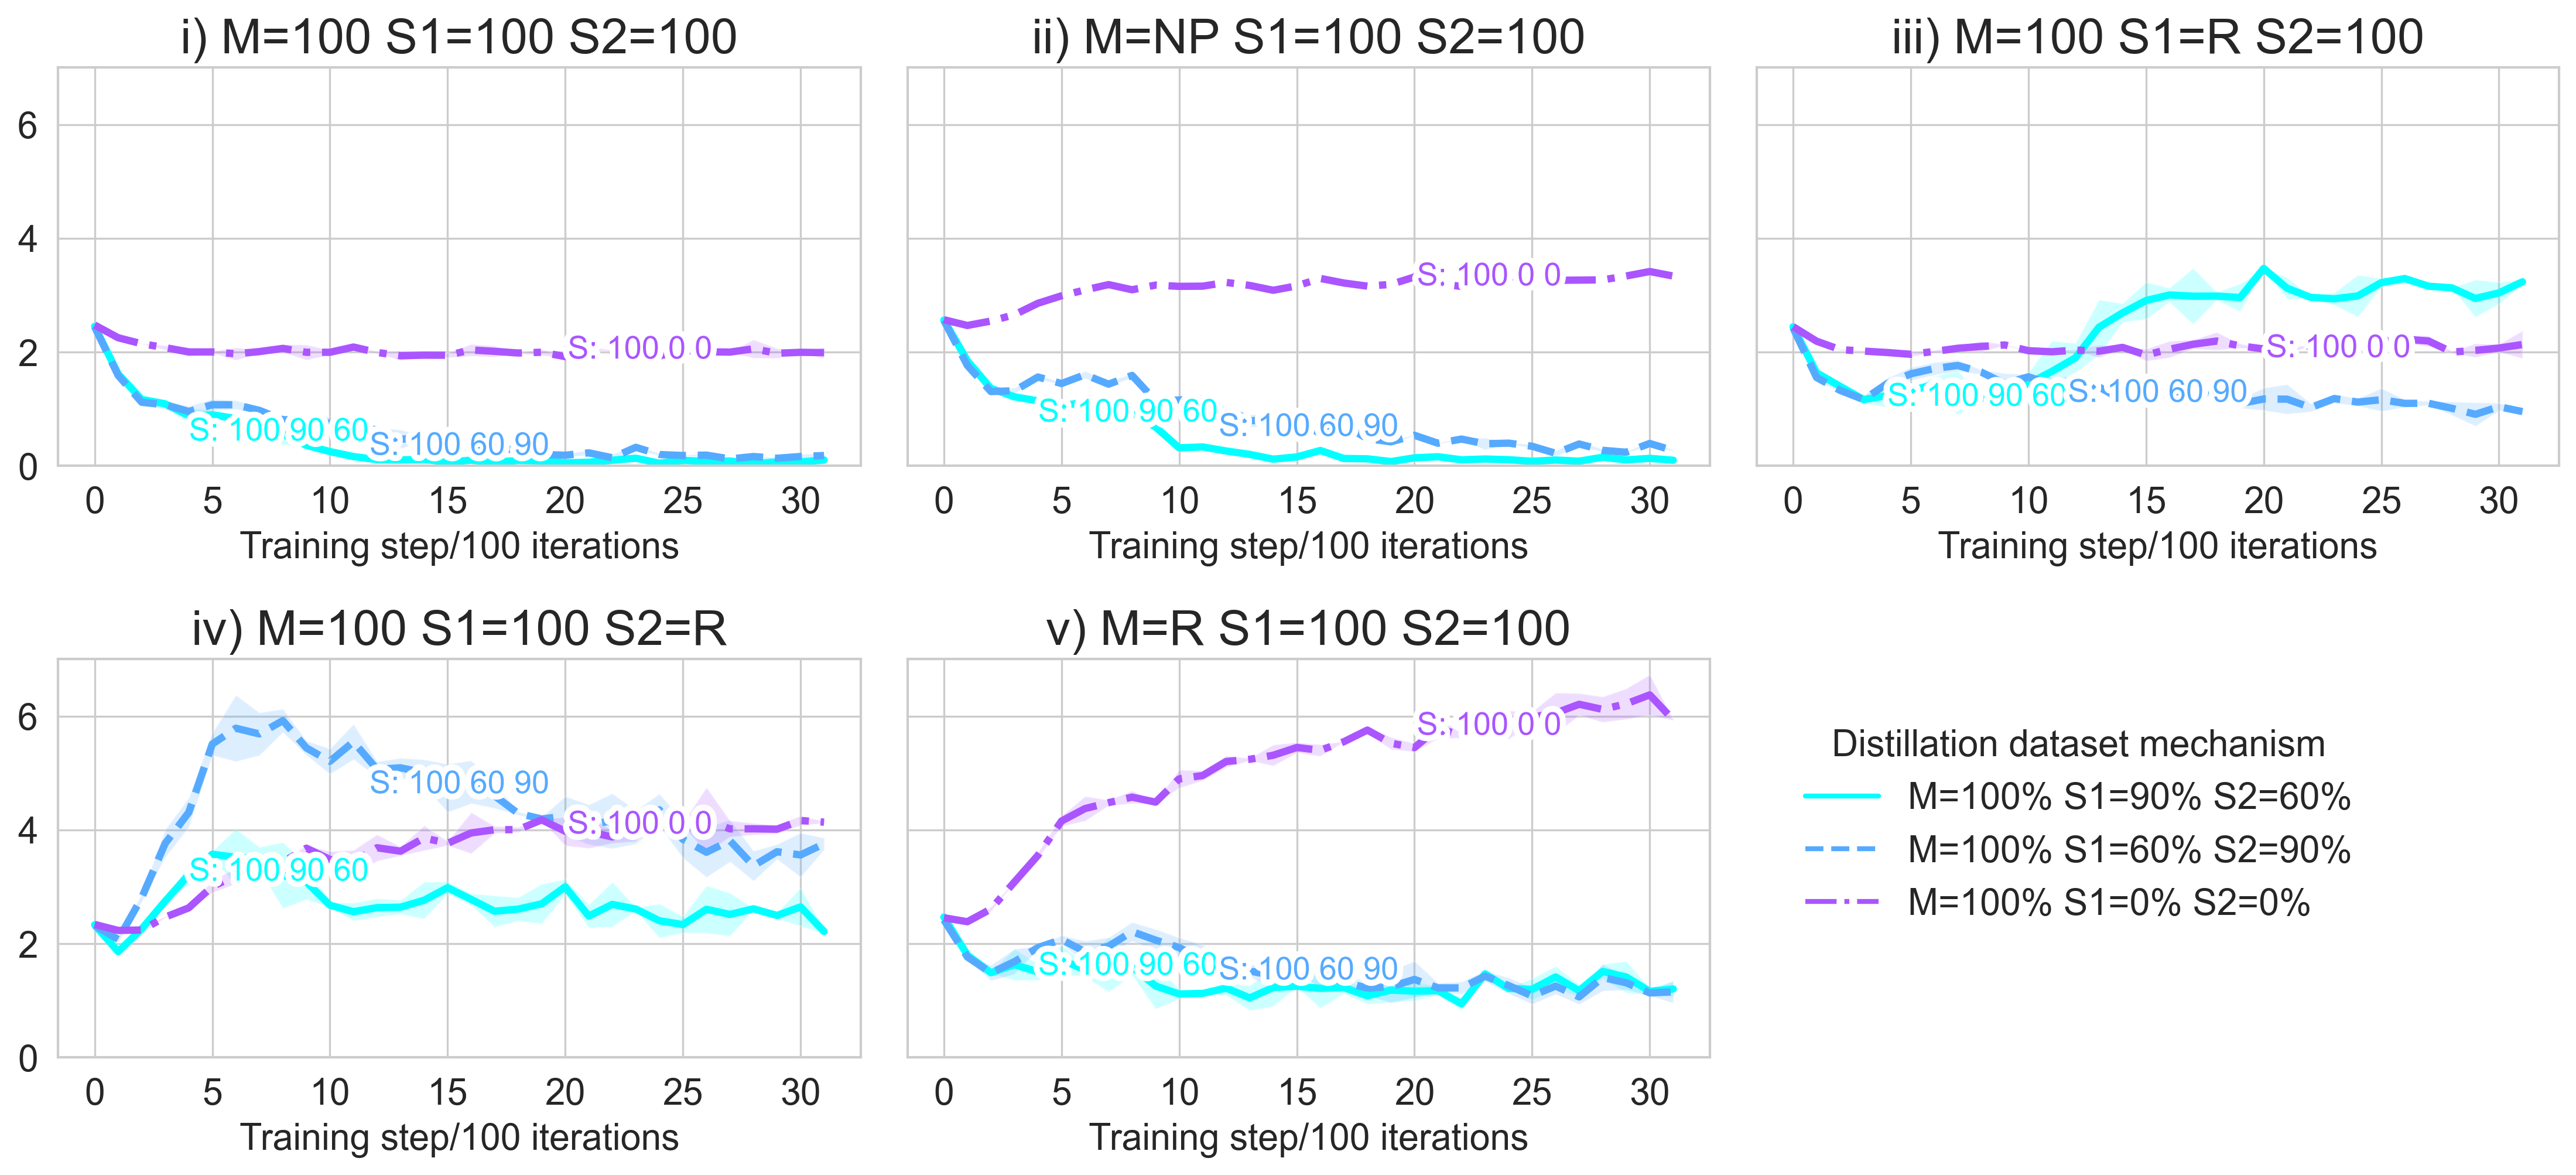 i) M=100 S1=100 S2=100
ii) M=NP S1=100 S2=100
iii) M=100 S1=R S2=100
6
4
2
0
S: 100 0 0
S: 100 90 60
S: 100 60 90
S: 100 0 0
S: 100 90 60
S: 100 60 90
S: 100 0 0
S: 100 90 60
S: 100 60 90
0 5 10 15 20 25 30
0 5 10 15 20 25 30
0 5 10 15 20 25 30
Training step/100 iterations
Training step/100 iterations
Training step/100 iterations
iv) M=100 S1=100 S2=R
v) M=R S1=100 S2=100
6
4
2
0
S: 100 60 90
S: 100 0 0
S: 100 90 60
S: 100 0 0
S: 100 90 60
S: 100 60 90
0 5 10 15 20 25 30
0 5 10 15 20 25 30
Training step/100 iterations
Training step/100 iterations
Distillation dataset mechanism
M=100% S1=90% S2=60%
M=100% S1=60% S2=90%
M=100% S1=0% S2=0%